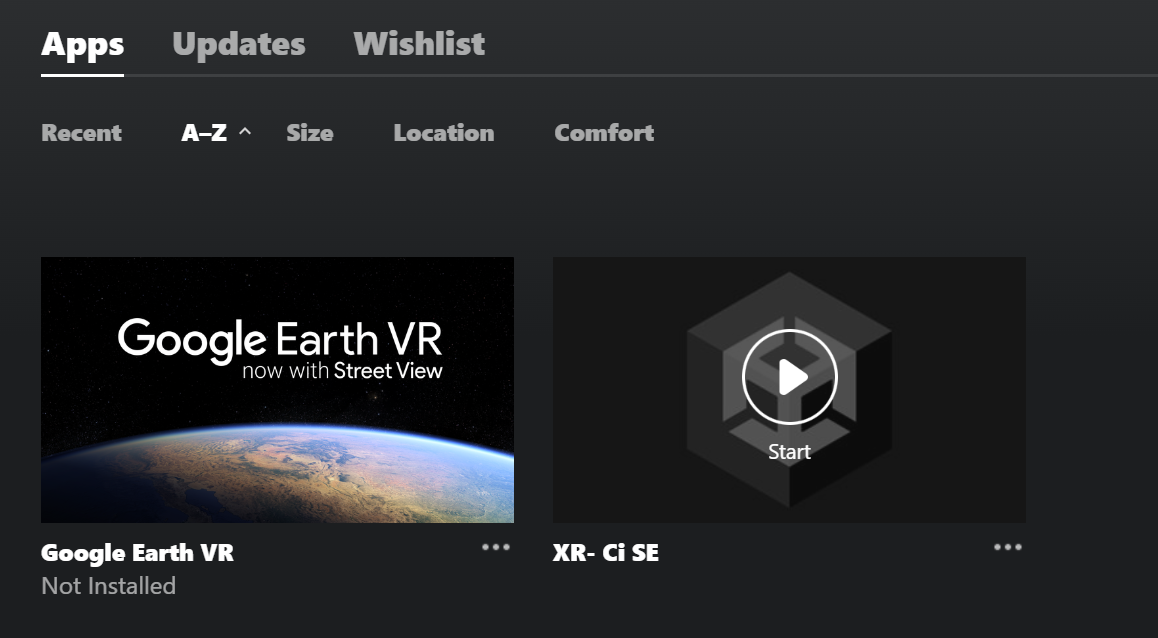 Apps Updates Wishlist
Recent A–Z Size Location Comfort
Google Earth VR
now with Street View
Start
Google Earth VR
Not Installed
XR- Ci SE